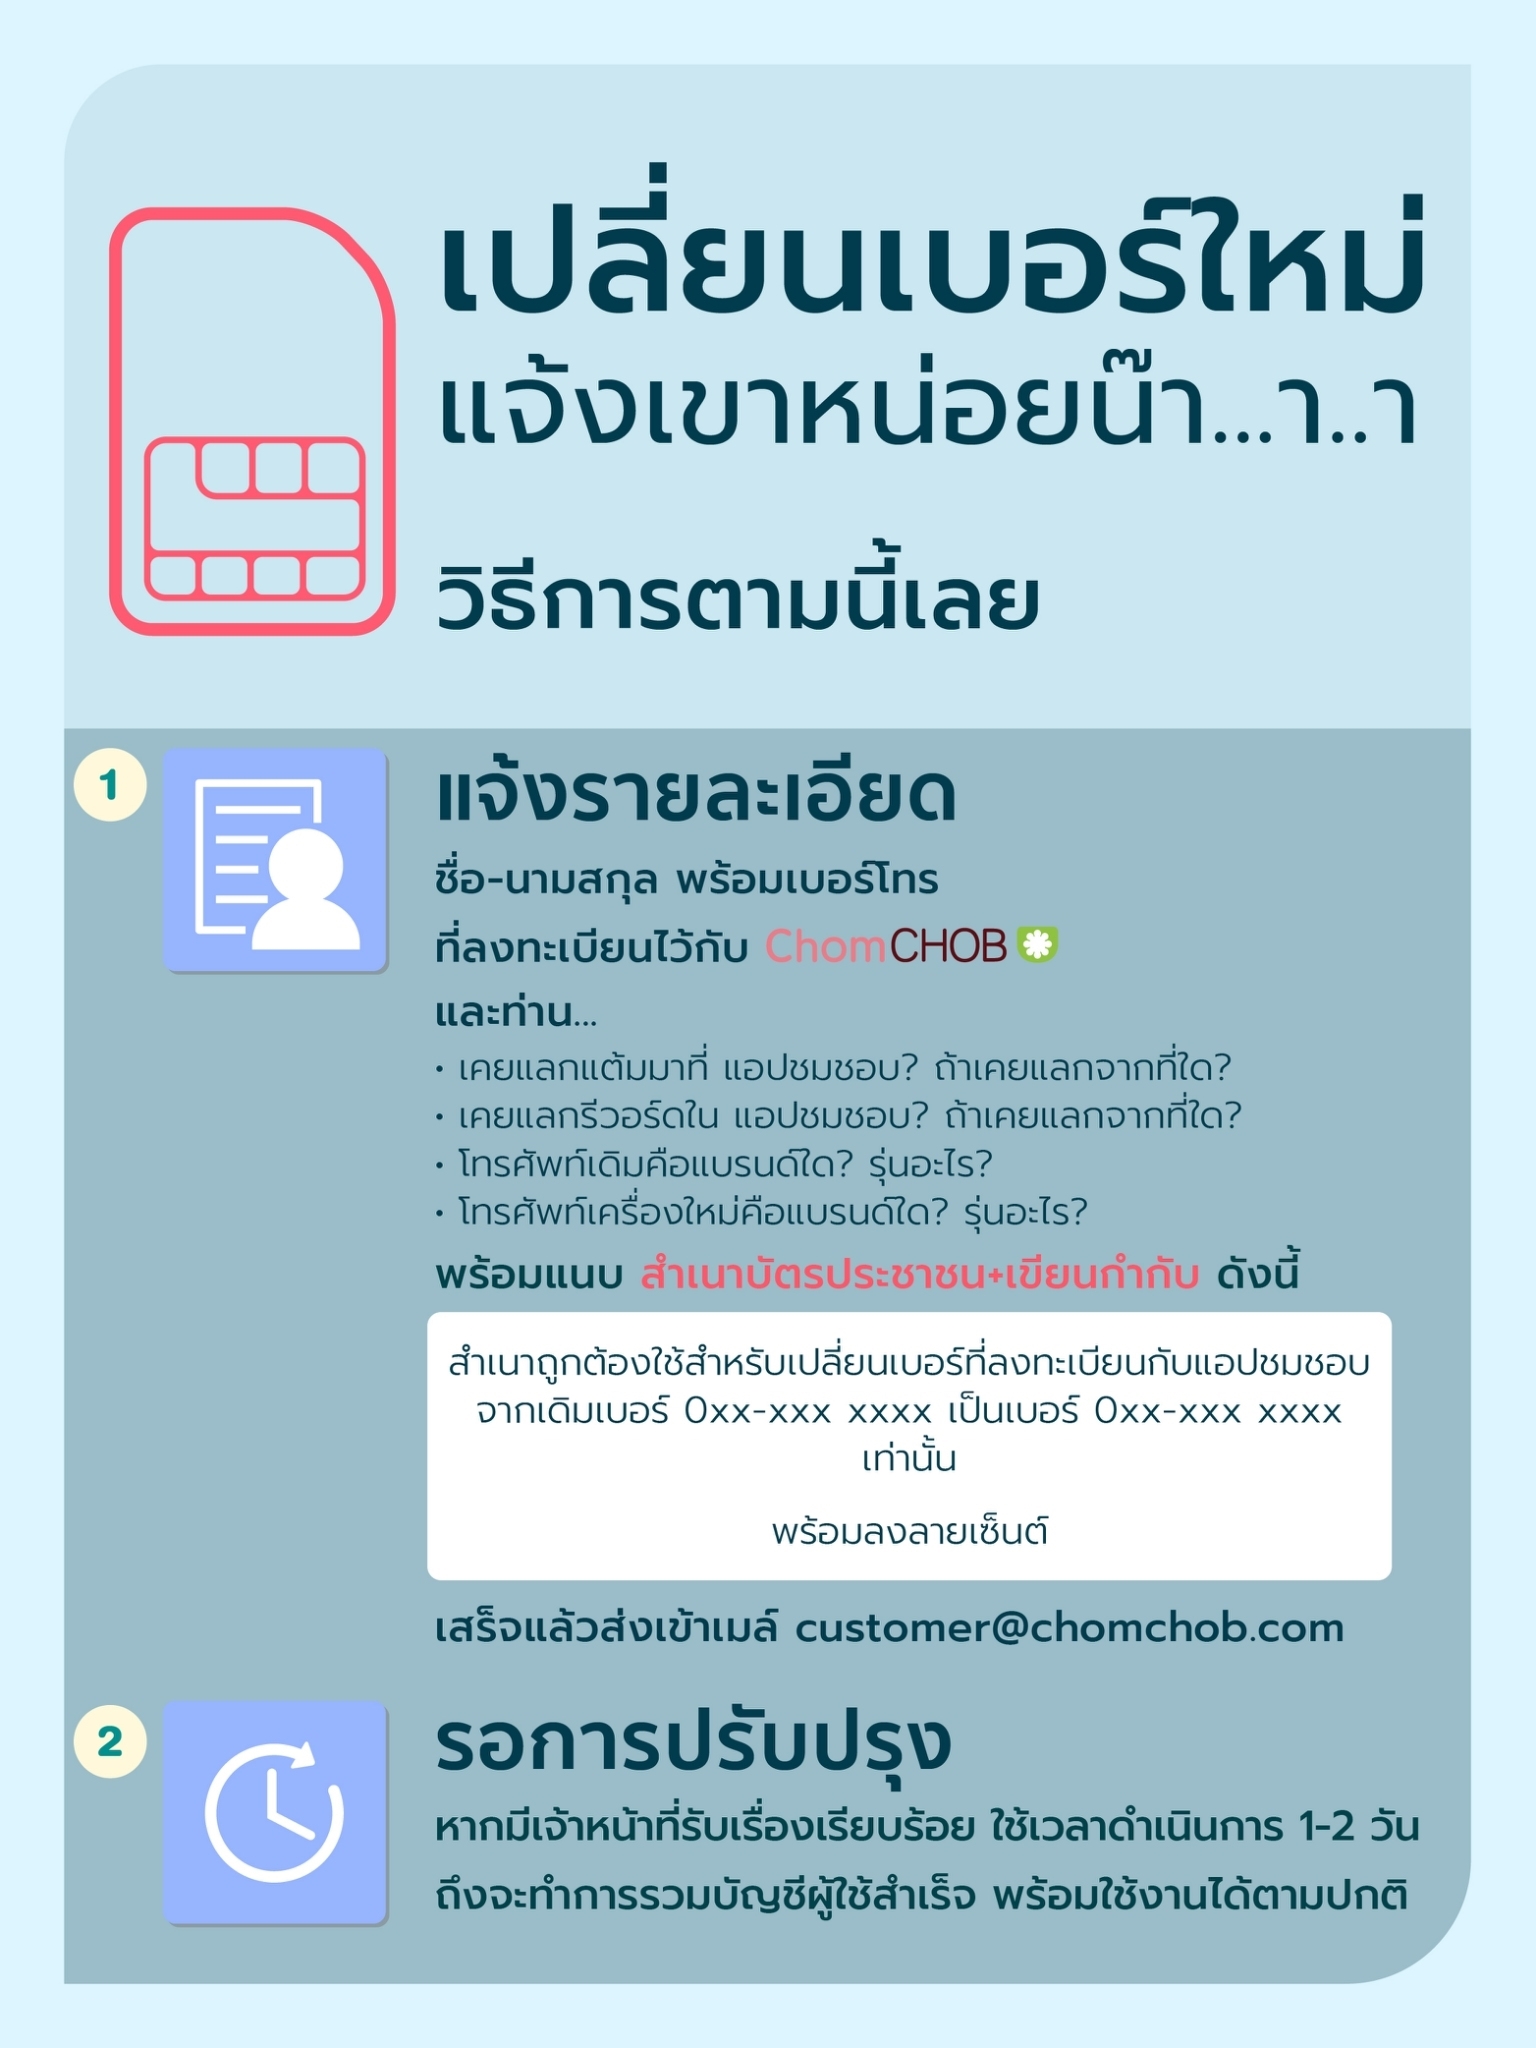 เปลี่ยนเบอร์ใหม่
แจ้งเขาหน่อยน๊า...า..า
วิธีการตามนี้เลย
1
แจ้งรายละเอียด
ชื่อ-นามสกุล พร้อมเบอร์โทร
ที่ลงทะเบียนไว้กับ ChomCHOB
และท่าน...
• เคยแลกแต้มมาที่ แอปชมชอบ? ถ้าเคยแลกจากที่ใด?
• เคยแลกรีวอร์ดใน แอปชมชอบ? ถ้าเคยแลกจากที่ใด?
• โทรศัพท์เดิมคือแบรนด์ใด? รุ่นอะไร?
• โทรศัพท์เครื่องใหม่คือแบรนด์ใด? รุ่นอะไร?
พร้อมแนบ สำเนาบัตรประชาชน+เขียนกำกับ ดังนี้
สำเนาถูกต้องใช้สำหรับเปลี่ยนเบอร์ที่ลงทะเบียนกับแอปชมชอบ
จากเดิมเบอร์ 0xx-xxx xxxx เป็นเบอร์ 0xx-xxx xxxx
เท่านั้น
พร้อมลงลายเซ็นต์
เสร็จแล้วส่งเข้าเมล์ customer@chomchob.com
2
รอการปรับปรุง
หากมีเจ้าหน้าที่รับเรื่องเรียบร้อย ใช้เวลาดำเนินการ 1-2 วัน
ถึงจะทำการรวมบัญชีผู้ใช้สำเร็จ พร้อมใช้งานได้ตามปกติ